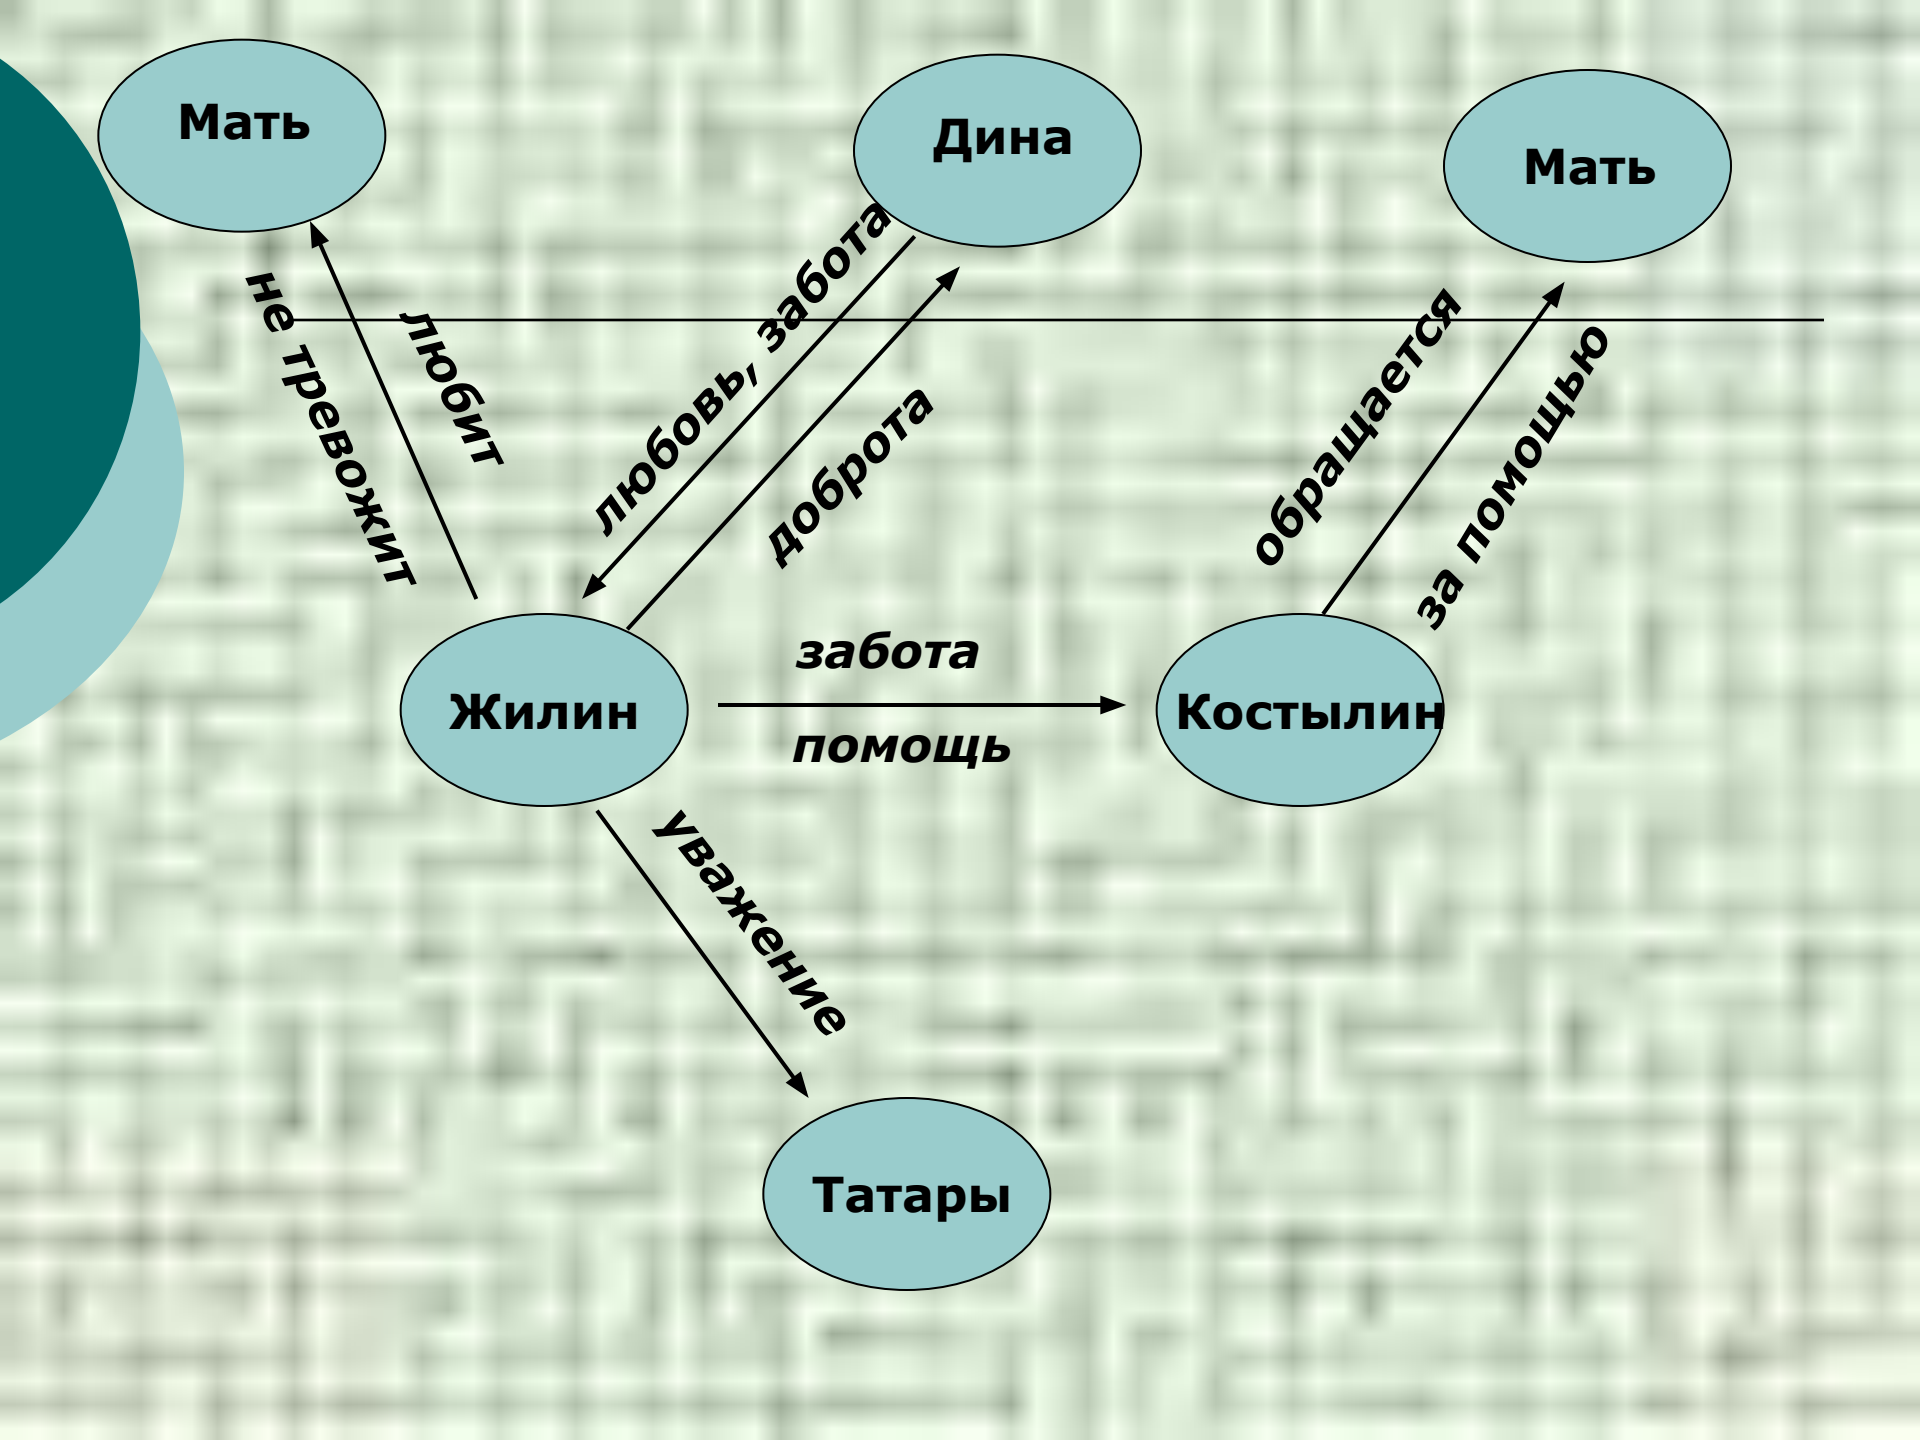 Мать
Дина
Мать
не тревожит
любит
любовь, забота
доброта
обращается
за помощью
Жилин
забота
помощь
Костылин
уважение
Татары